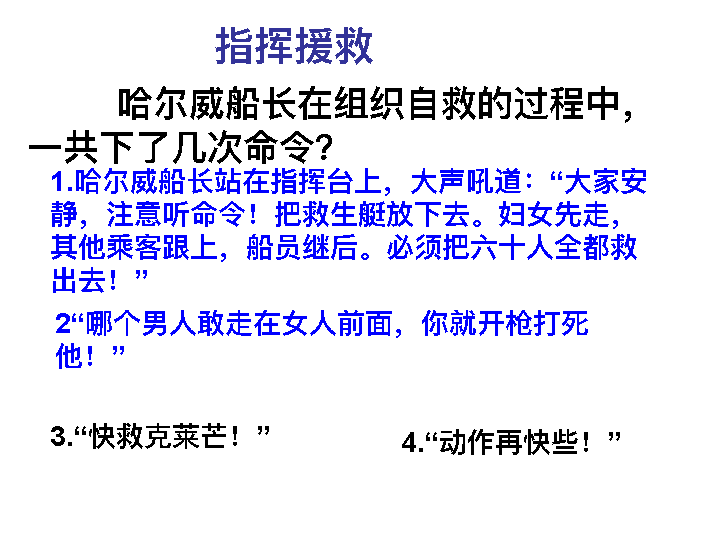 指挥援救
哈尔威船长在组织自救的过程中，
一共下了几次命令?
1.哈尔威船长站在指挥台上，大声吼道：“大家安
静，注意听命令！把救生艇放下去。妇女先走，
其他乘客跟上，船员继后。必须把六十人全都救
出去！”
2“哪个男人敢走在女人前面，你就开枪打死
他！”
3.“快救克莱芒！”
4.“动作再快些！”